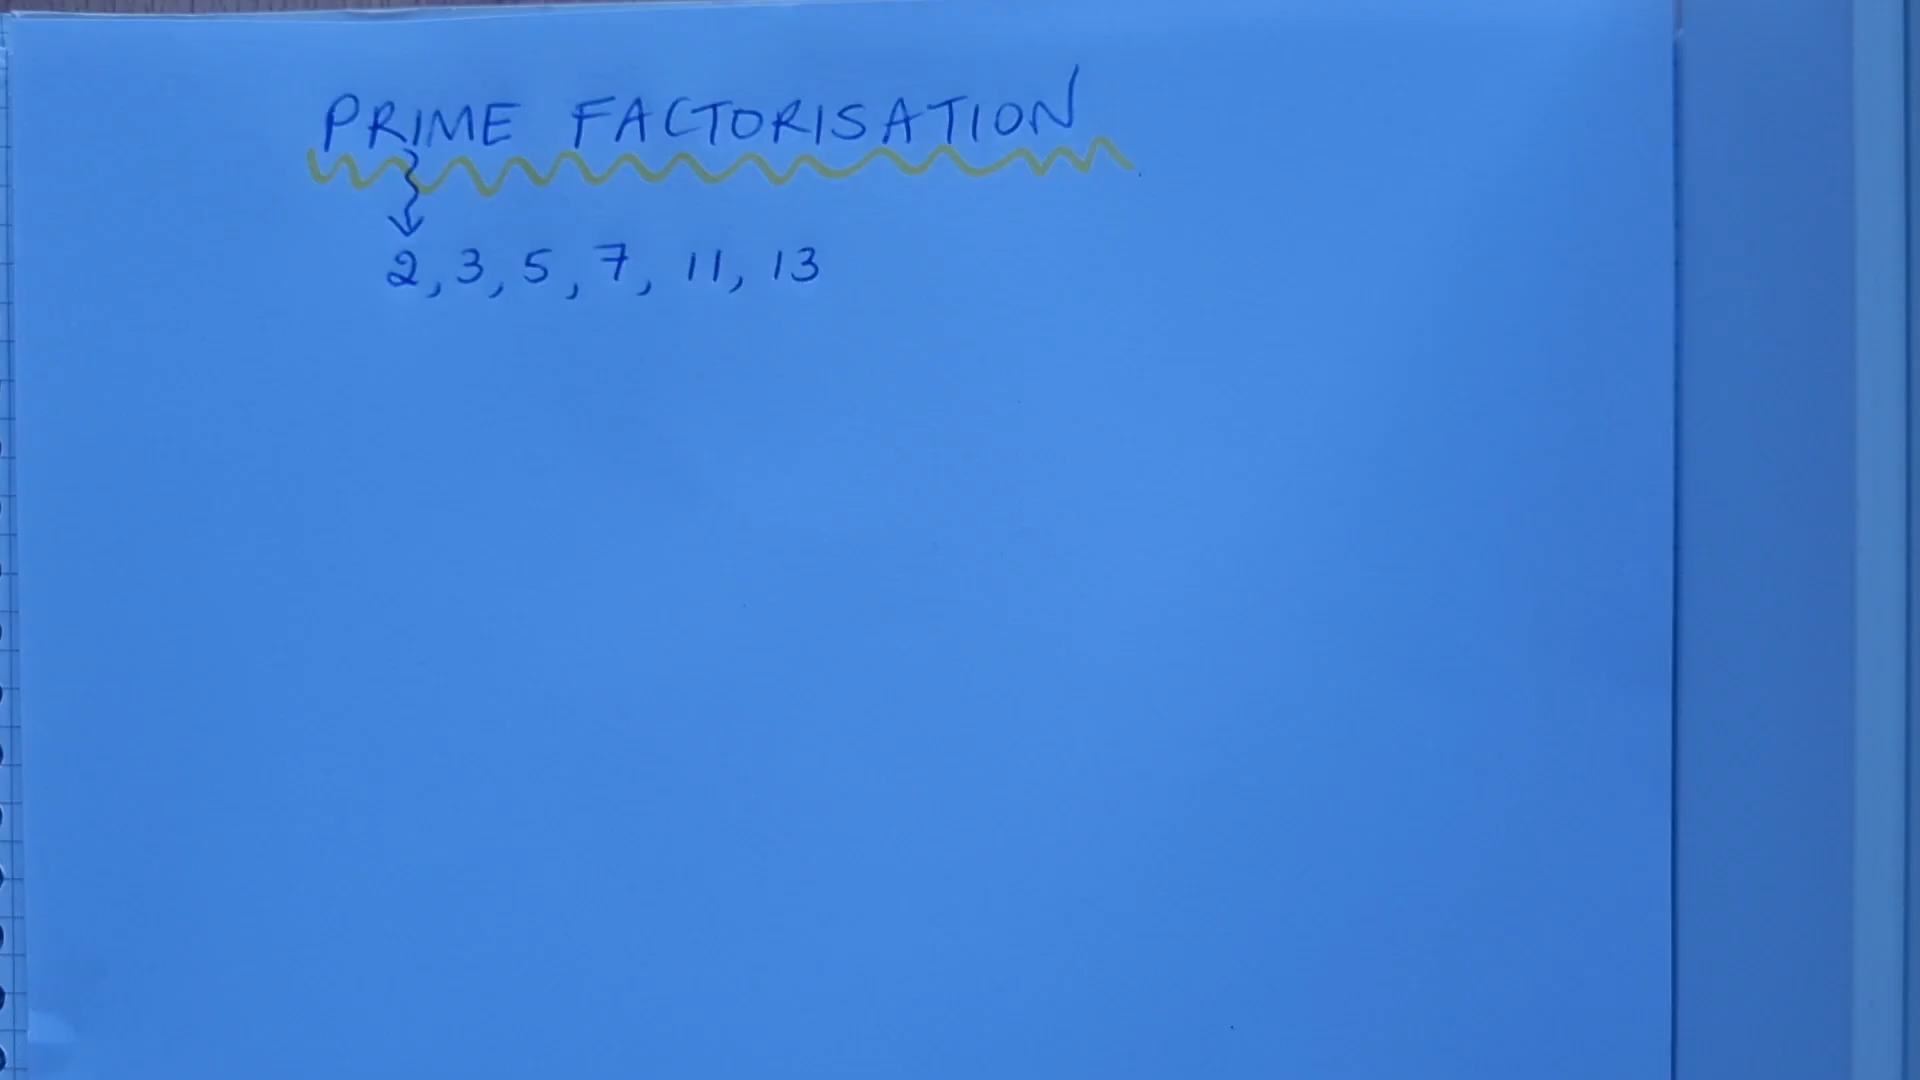 PRIME FACTORISATION
2, 3, 5, 7, 11, 13